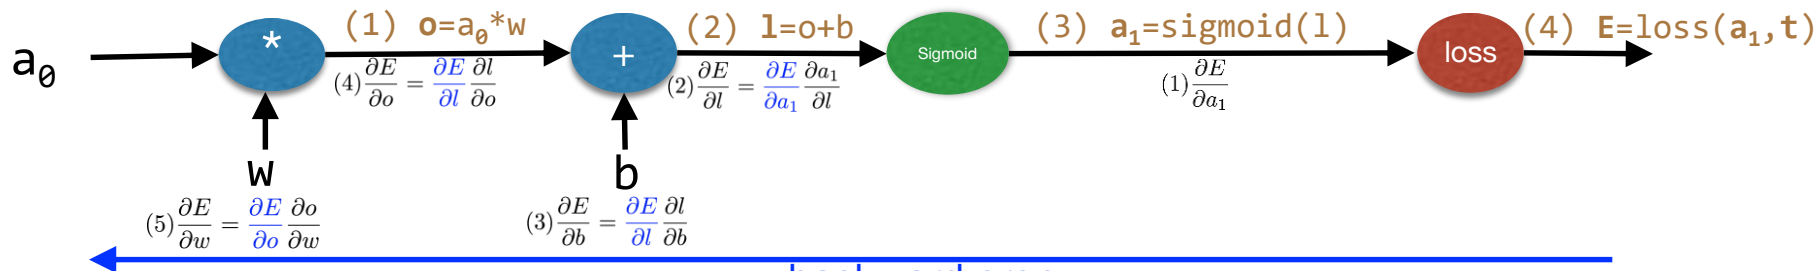 (1) o=a₀*w
(2) l=o+b
(3) a₁=sigmoid(l)
(4) E=loss(a₁,t)
a₀
*
+
Sigmoid
loss
(4) ∂E/∂o = ∂E/∂l ∂l/∂o
(2) ∂E/∂l = ∂E/∂a₁ ∂a₁/∂l
(1) ∂E/∂a₁
w
b
(5) ∂E/∂w = ∂E/∂o ∂o/∂w
(3) ∂E/∂b = ∂E/∂l ∂l/∂b